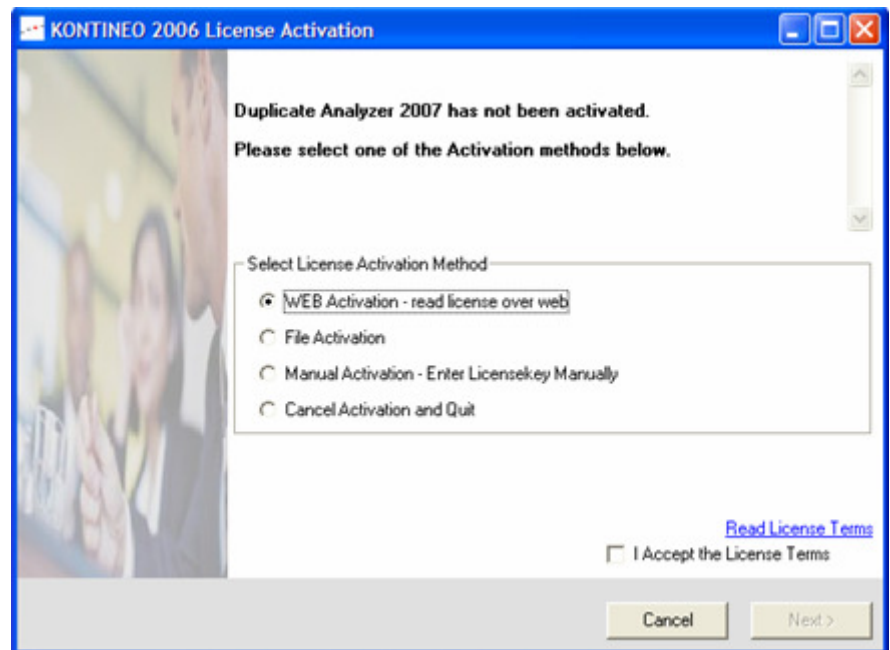 KONTINEO 2006 License Activation
Duplicate Analyzer 2007 has not been activated.
Please select one of the Activation methods below.
Select License Activation Method
WEB Activation - read license over web
File Activation
Manual Activation - Enter Licensekey Manually
Cancel Activation and Quit
Read License Terms
I Accept the License Terms
Cancel
Next >